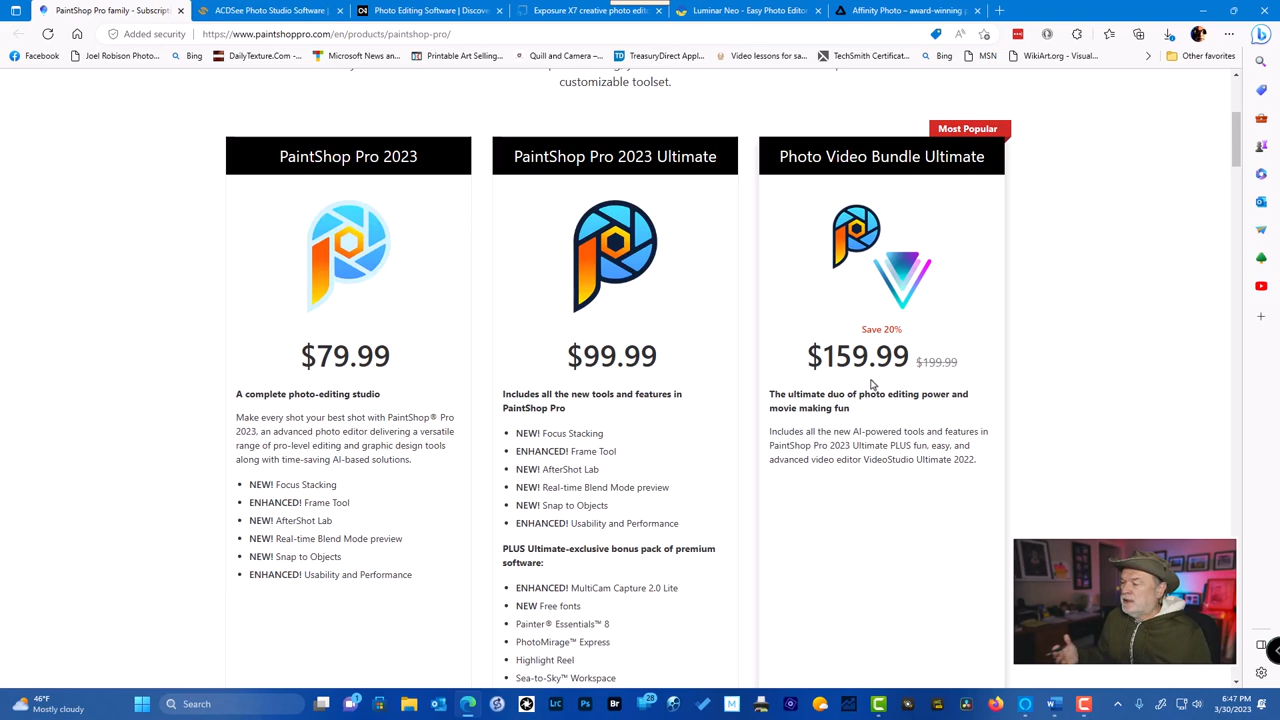 PaintShop Pro family - Subscript
ACDSee Photo Studio Software |
Photo Editing Software | Discove
Exposure X7 creative photo edit
Luminar Neo - Easy Photo Editor
Affinity Photo – award-winning p
Added security
https://www.paintshoppro.com/en/products/paintshop-pro/
Facebook
Joel Robison Photo...
Bing
DailyTexture.Com -...
Microsoft News an...
Printable Art Selling...
Quill and Camera –...
TreasuryDirect Appl...
Video lessons for sa...
TechSmith Certificat...
Bing
MSN
WikiArt.org - Visual...
Other favorites
customizable toolset.
Most Popular
PaintShop Pro 2023
$79.99
A complete photo-editing studio
Make every shot your best shot with PaintShop® Pro
2023, an advanced photo editor delivering a versatile
range of pro-level editing and graphic design tools
along with time-saving AI-based solutions.
NEW! Focus Stacking
ENHANCED! Frame Tool
NEW! AfterShot Lab
NEW! Real-time Blend Mode preview
NEW! Snap to Objects
ENHANCED! Usability and Performance
PaintShop Pro 2023 Ultimate
$99.99
Includes all the new tools and features in
PaintShop Pro
NEW! Focus Stacking
ENHANCED! Frame Tool
NEW! AfterShot Lab
NEW! Real-time Blend Mode preview
NEW! Snap to Objects
ENHANCED! Usability and Performance
PLUS Ultimate-exclusive bonus pack of premium
software:
ENHANCED! MultiCam Capture 2.0 Lite
NEW Free fonts
Painter® Essentials™ 8
PhotoMirage™ Express
Highlight Reel
Sea-to-Sky™ Workspace
Photo Video Bundle Ultimate
Save 20%
$159.99 $199.99
The ultimate duo of photo editing power and
movie making fun
Includes all the new AI-powered tools and features in
PaintShop Pro 2023 Ultimate PLUS fun, easy, and
advanced video editor VideoStudio Ultimate 2022.
46°F
Mostly cloudy
Search
1
28
Lrc
Ps
Br
M
6:47 PM
3/30/2023